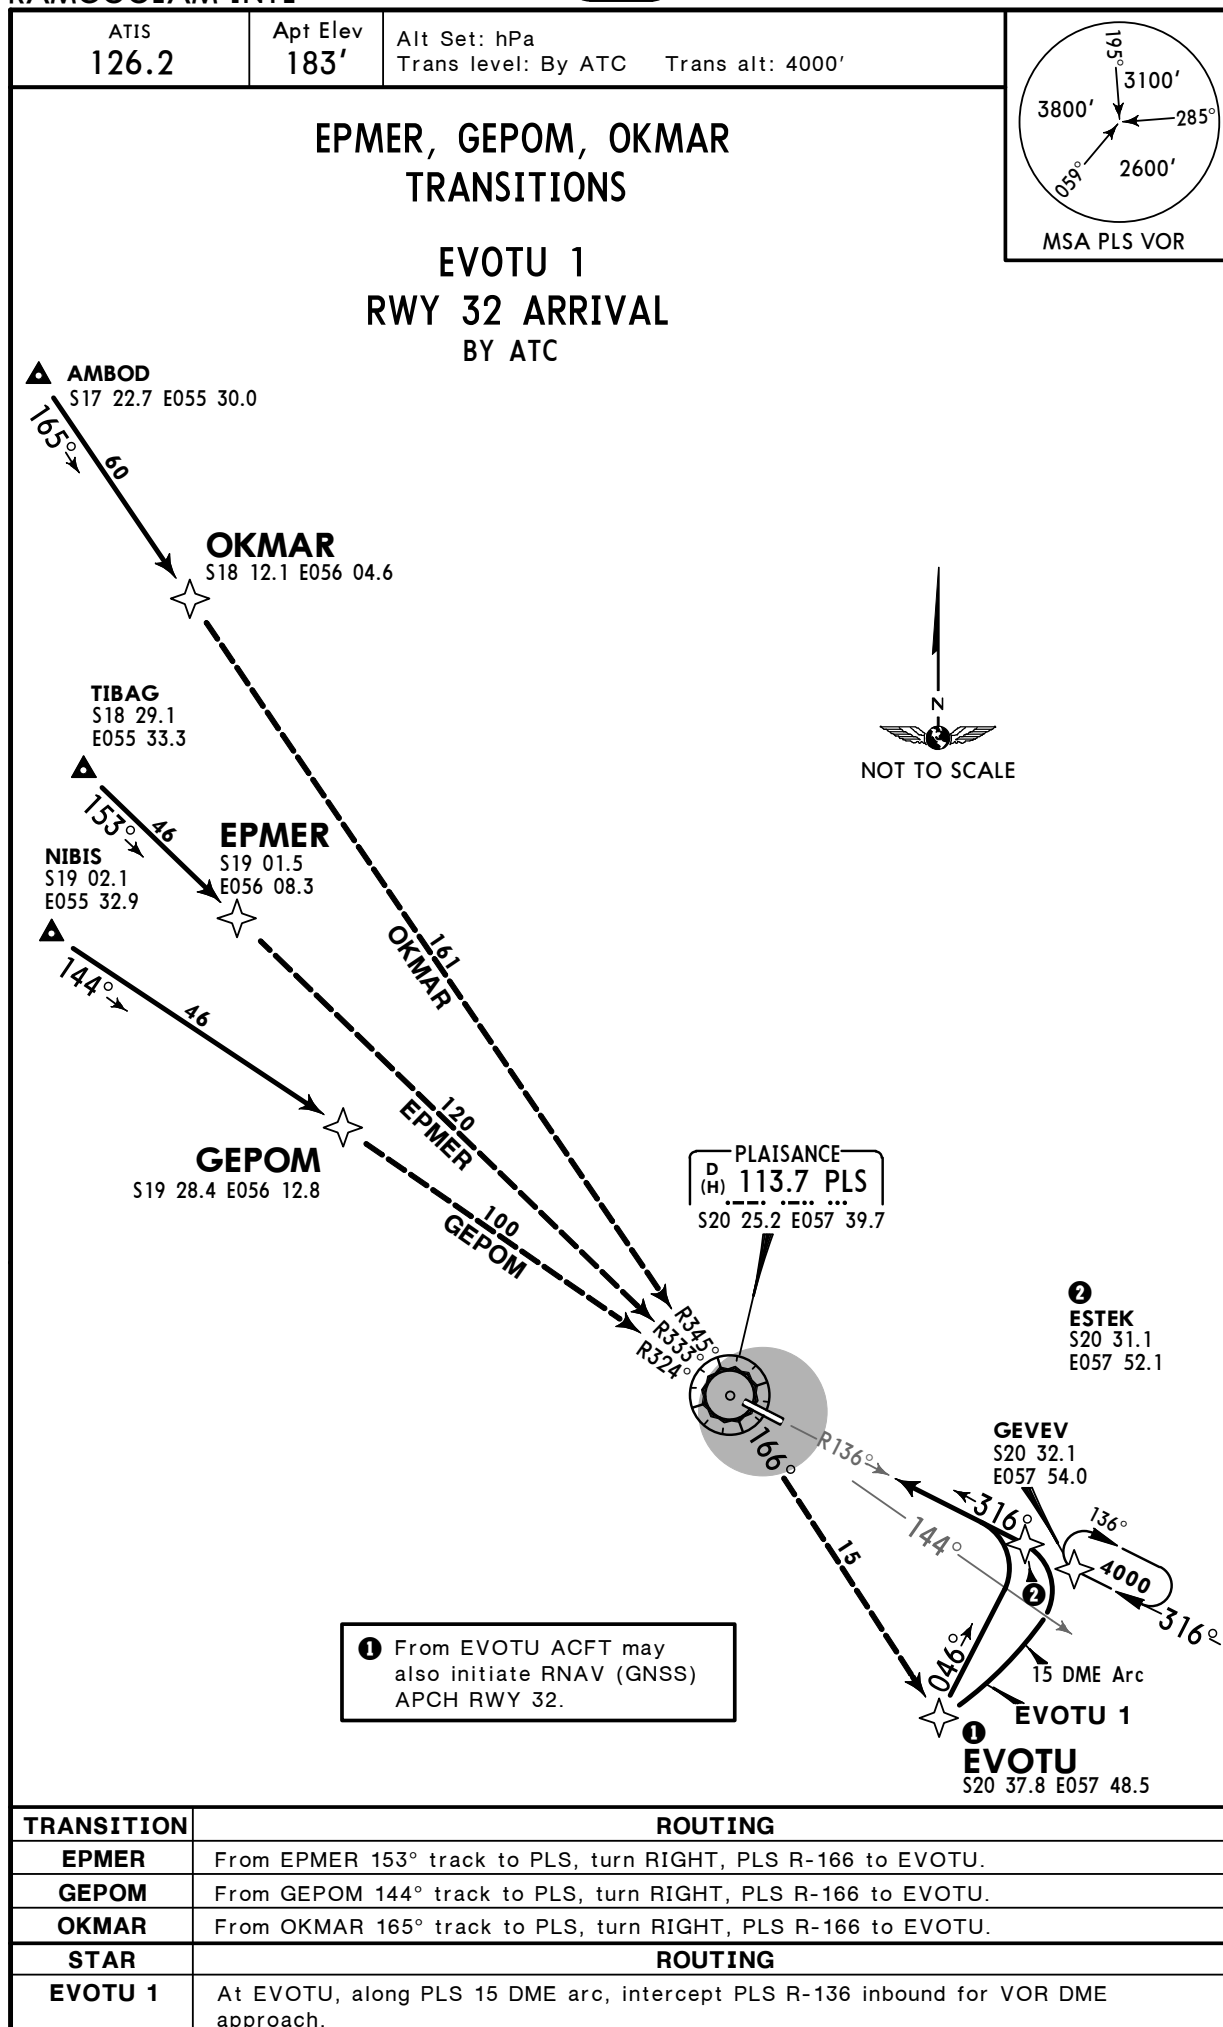 ATIS
126.2
Apt Elev
183'
Alt Set: hPa
Trans level: By ATC Trans alt: 4000'
195°
3100'
3800'
285°
059°
2600'
MSA PLS VOR
EPMER, GEPOM, OKMAR
TRANSITIONS
EVOTU 1
RWY 32 ARRIVAL
BY ATC
AMBOD
S17 22.7 E055 30.0
165°
60
OKMAR
S18 12.1 E056 04.6
TIBAG
S18 29.1
E055 33.3
N
NOT TO SCALE
153°
46
EPMER
S19 01.5
E056 08.3
NIBIS
S19 02.1
E055 32.9
144°
46
161
OKMAR
120
EPMER
GEPOM
S19 28.4 E056 12.8
100
GEPOM
PLAISANCE
D
(H) 113.7 PLS
S20 25.2 E057 39.7
R345°
R333°
R324°
2
ESTEK
S20 31.1
E057 52.1
GEVEV
S20 32.1
E057 54.0
166°
R136°
316°
136°
144°
4000
2
316°
15
046°
15 DME Arc
EVOTU 1
1
EVOTU
S20 37.8 E057 48.5
1 From EVOTU ACFT may
also initiate RNAV (GNSS)
APCH RWY 32.
TRANSITION ROUTING
EPMER From EPMER 153° track to PLS, turn RIGHT, PLS R-166 to EVOTU.
GEPOM From GEPOM 144° track to PLS, turn RIGHT, PLS R-166 to EVOTU.
OKMAR From OKMAR 165° track to PLS, turn RIGHT, PLS R-166 to EVOTU.
STAR ROUTING
EVOTU 1 At EVOTU, along PLS 15 DME arc, intercept PLS R-136 inbound for VOR DME
approach.